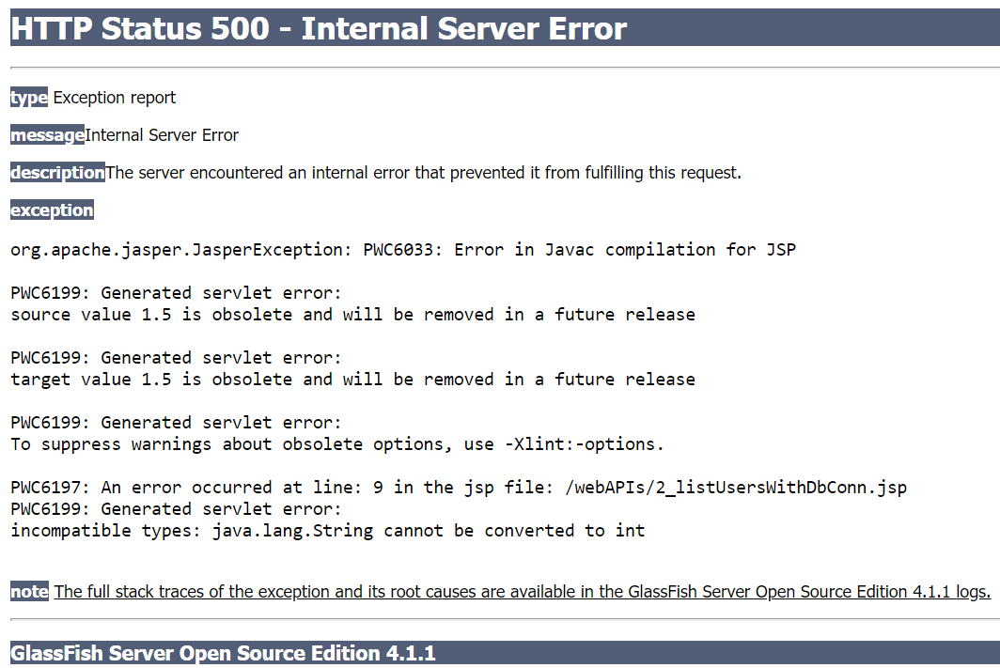 HTTP Status 500 - Internal Server Error
type Exception report
messageInternal Server Error
descriptionThe server encountered an internal error that prevented it from fulfilling this request.
exception
org.apache.jasper.JasperException: PWC6033: Error in Javac compilation for JSP
PWC6199: Generated servlet error:
source value 1.5 is obsolete and will be removed in a future release
PWC6199: Generated servlet error:
target value 1.5 is obsolete and will be removed in a future release
PWC6199: Generated servlet error:
To suppress warnings about obsolete options, use -Xlint:-options.
PWC6197: An error occurred at line: 9 in the jsp file: /webAPIs/2_listUsersWithDbConn.jsp
PWC6199: Generated servlet error:
incompatible types: java.lang.String cannot be converted to int
note The full stack traces of the exception and its root causes are available in the GlassFish Server Open Source Edition 4.1.1 logs.
GlassFish Server Open Source Edition 4.1.1